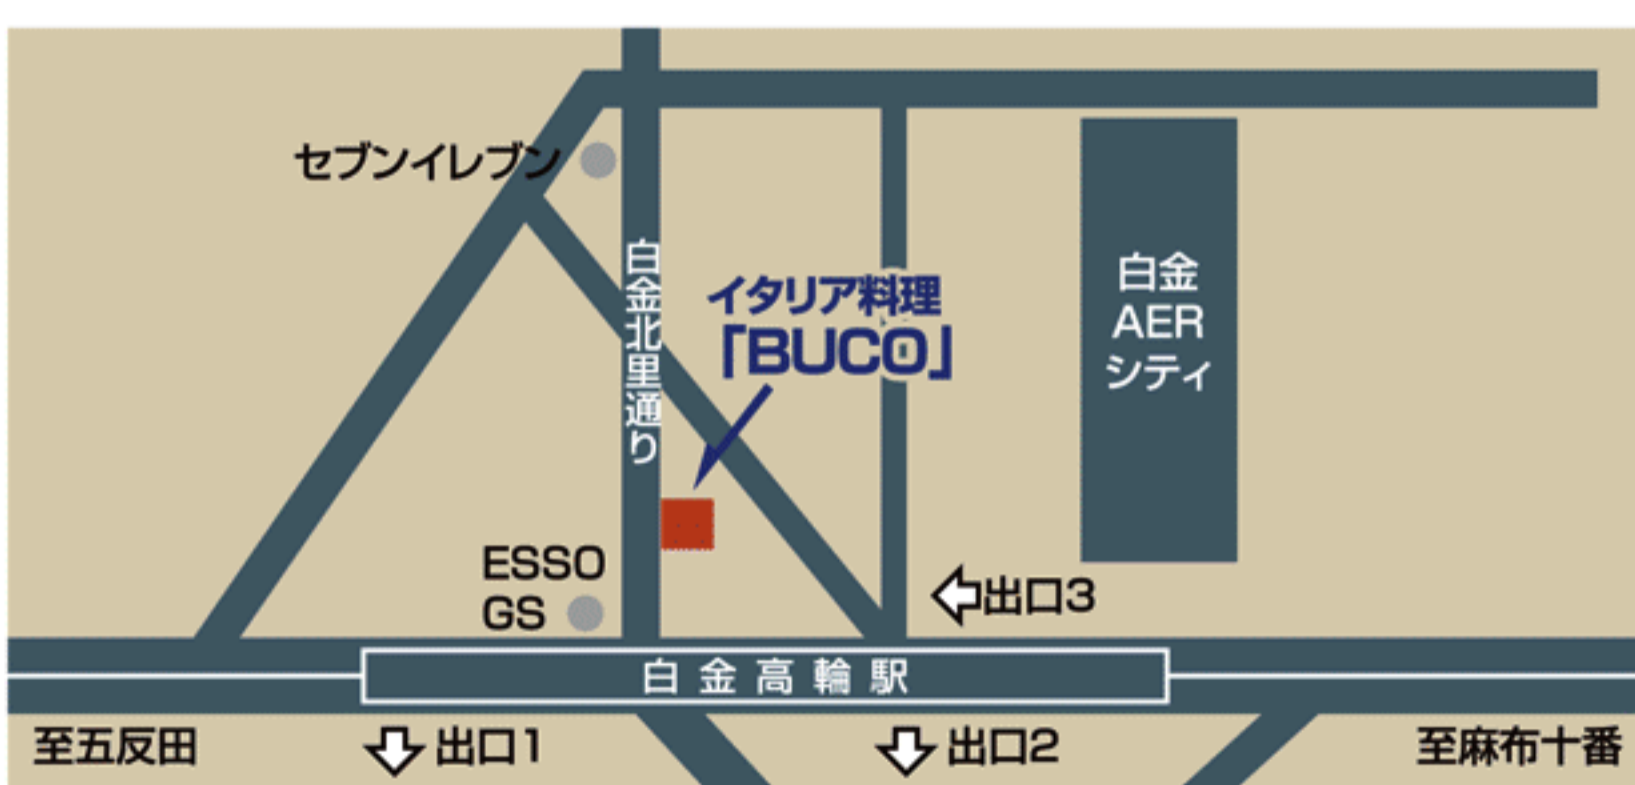 セブンイレブン
白金北里通り
イタリア料理
「BUCO」
白金
AER
シティ
ESSO
GS
出口3
白金高輪駅
至五反田
出口1
出口2
至麻布十番